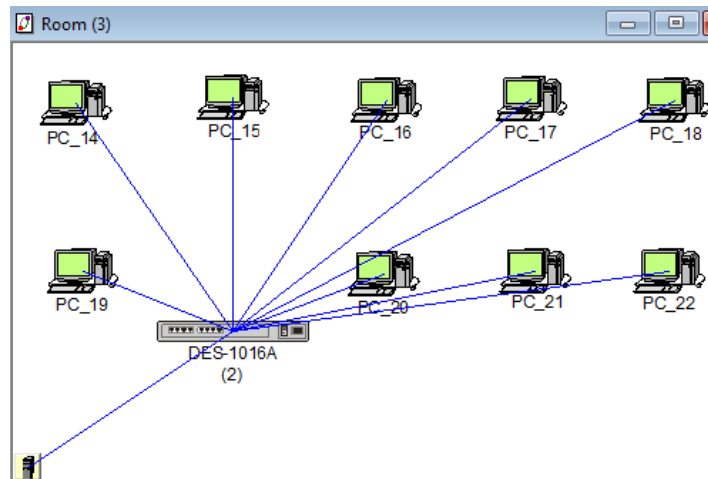 Room (3)
PC_14
PC_15
PC_16
PC_17
PC_18
PC_19
PC_20
PC_21
PC_22
DES-1016A
(2)